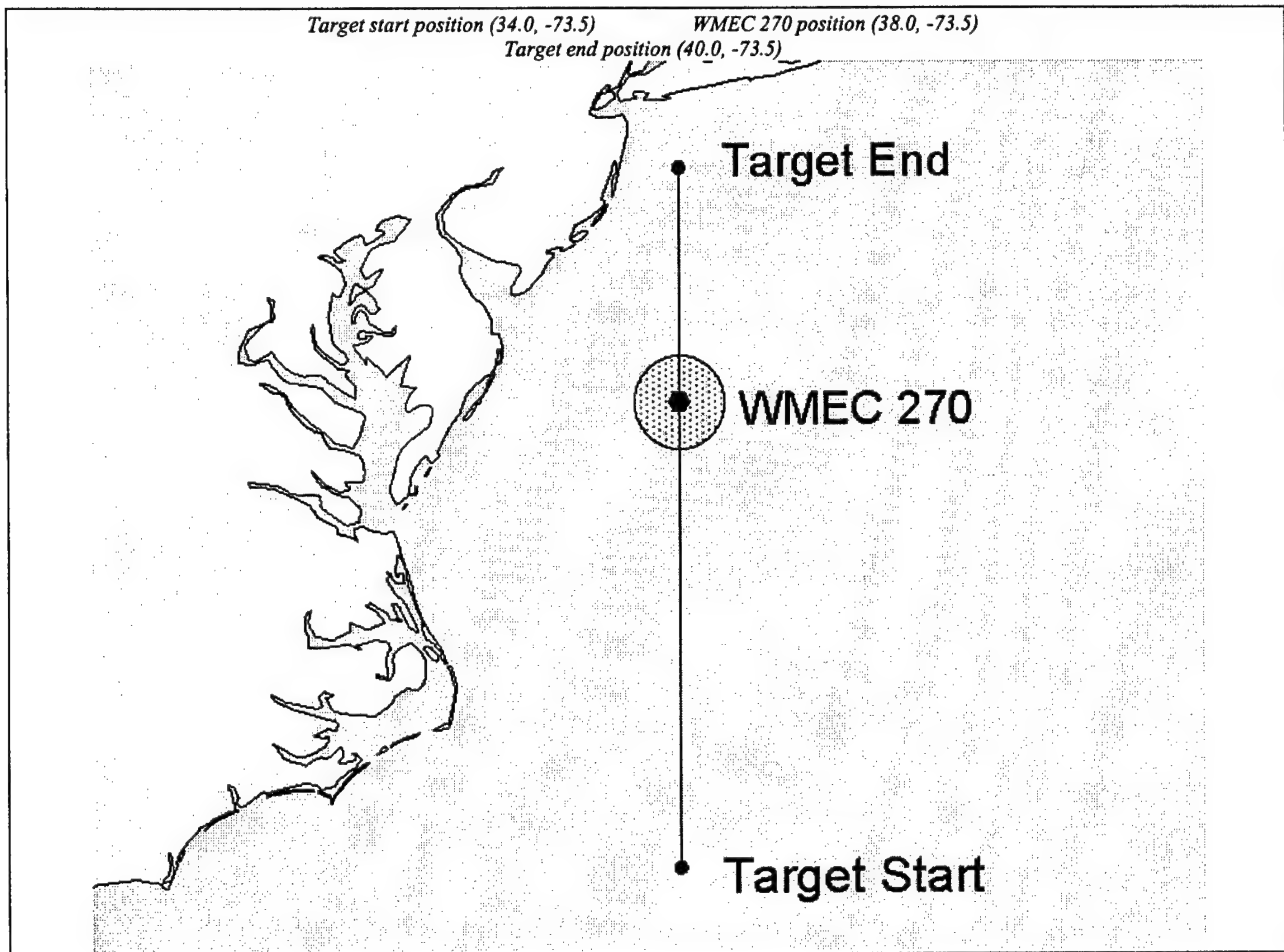 Target start position (34.0, -73.5) WMEC 270 position (38.0, -73.5)
Target end position (40.0, -73.5)
Target End
WMEC 270
Target Start